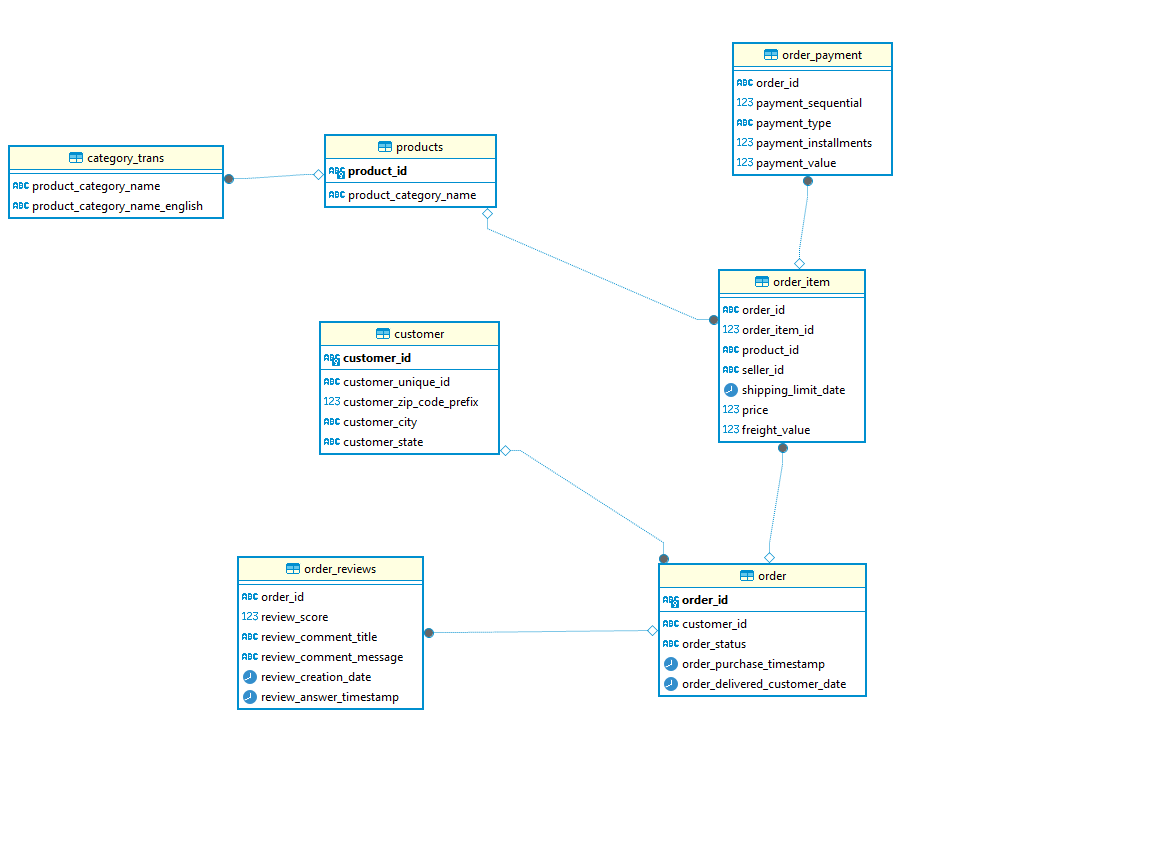 order_payment
ABC order_id
123 payment_sequential
ABC payment_type
123 payment_installments
123 payment_value
products
ABC product_id
ABC product_category_name
category_trans
ABC product_category_name
ABC product_category_name_english
order_item
ABC order_id
123 order_item_id
ABC product_id
ABC seller_id
shipping_limit_date
123 price
123 freight_value
customer
ABC customer_id
ABC customer_unique_id
123 customer_zip_code_prefix
ABC customer_city
ABC customer_state
order_reviews
ABC order_id
123 review_score
ABC review_comment_title
ABC review_comment_message
review_creation_date
review_answer_timestamp
order
ABC order_id
ABC customer_id
ABC order_status
order_purchase_timestamp
order_delivered_customer_date